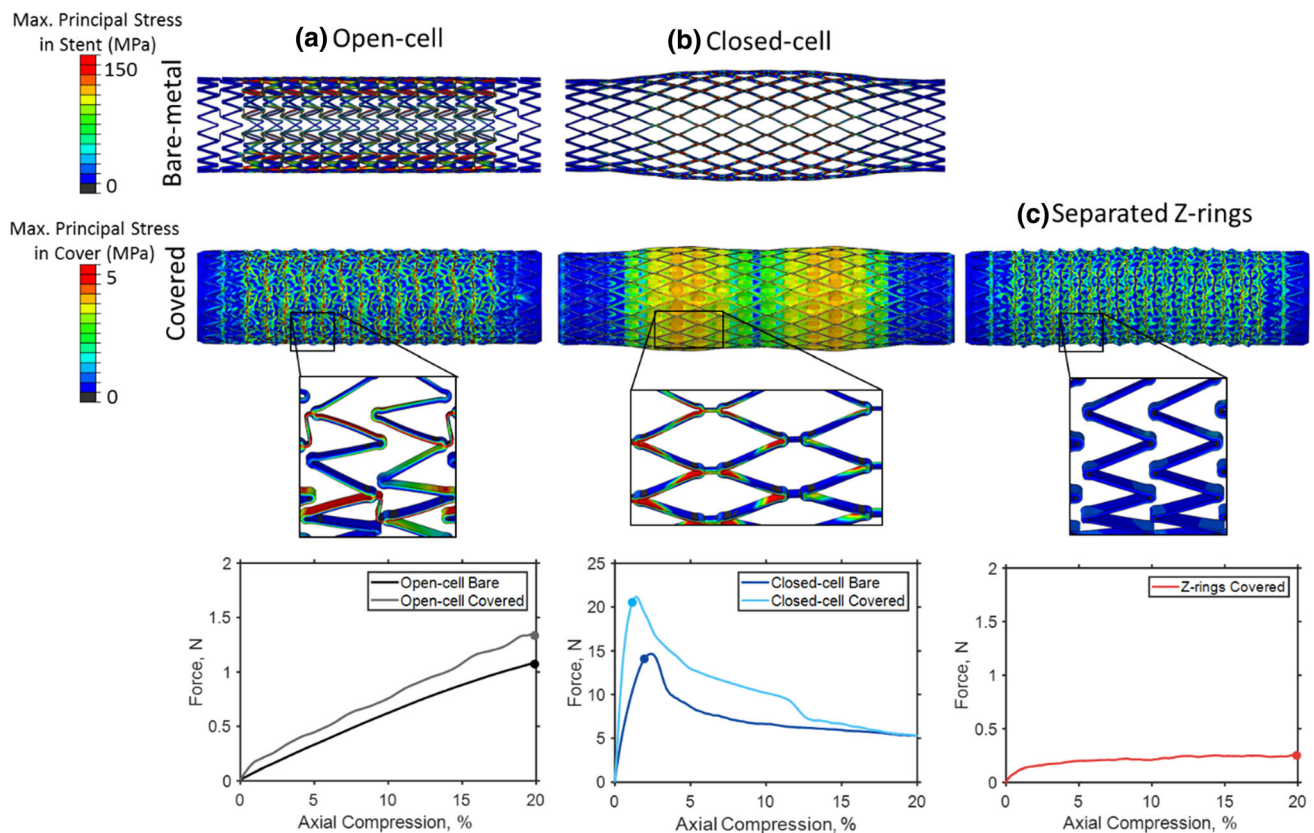 Max. Principal Stress
in Stent (MPa)
150
0
Bare-metal
(a) Open-cell
(b) Closed-cell
Max. Principal Stress
in Cover (MPa)
5
0
Covered
(c) Separated Z-rings
2
1.5
1
0.5
0
Force, N
Open-cell Bare
Open-cell Covered
0 5 10 15 20
Axial Compression, %
25
20
15
10
5
0
Force, N
Closed-cell Bare
Closed-cell Covered
0 5 10 15 20
Axial Compression, %
2
1.5
1
0.5
0
Force, N
Z-rings Covered
0 5 10 15 20
Axial Compression, %